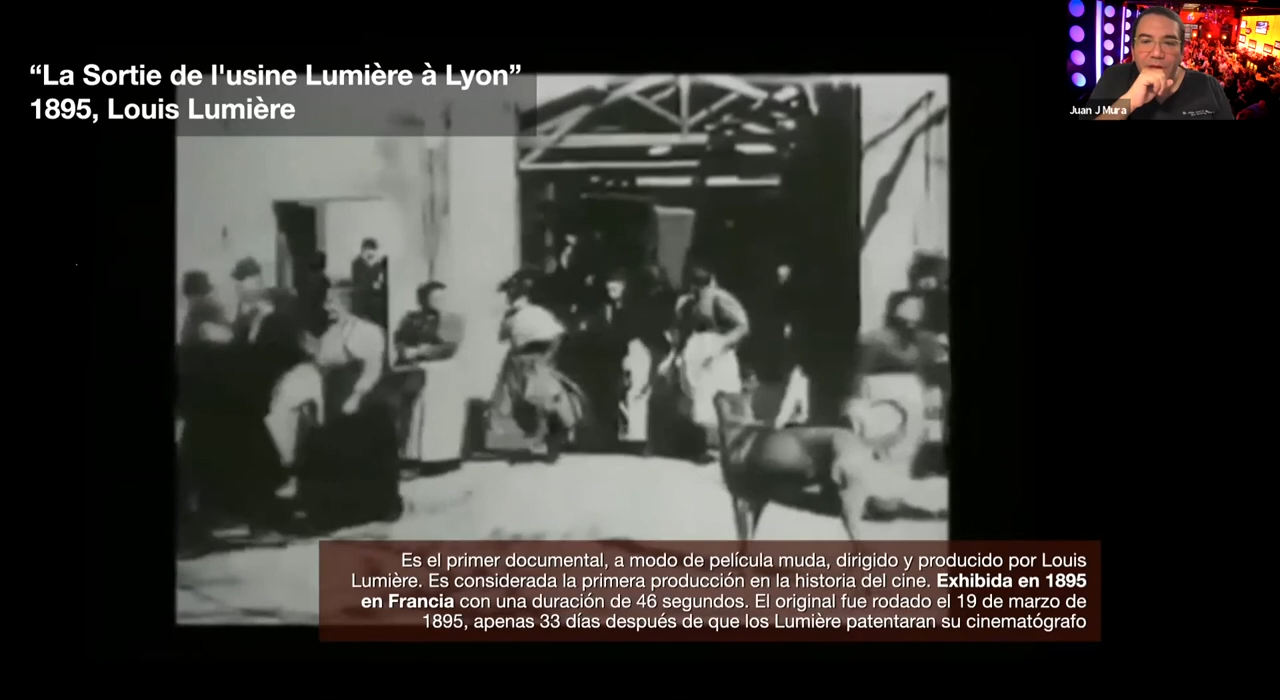 “La Sortie de l'usine Lumière à Lyon”
1895, Louis Lumière
Juan J Mura
Es el primer documental, a modo de película muda, dirigido y producido por Louis
Lumière. Es considerada la primera producción en la historia del cine. Exhibida en 1895
en Francia con una duración de 46 segundos. El original fue rodado el 19 de marzo de
1895, apenas 33 días después de que los Lumière patentaran su cinematógrafo